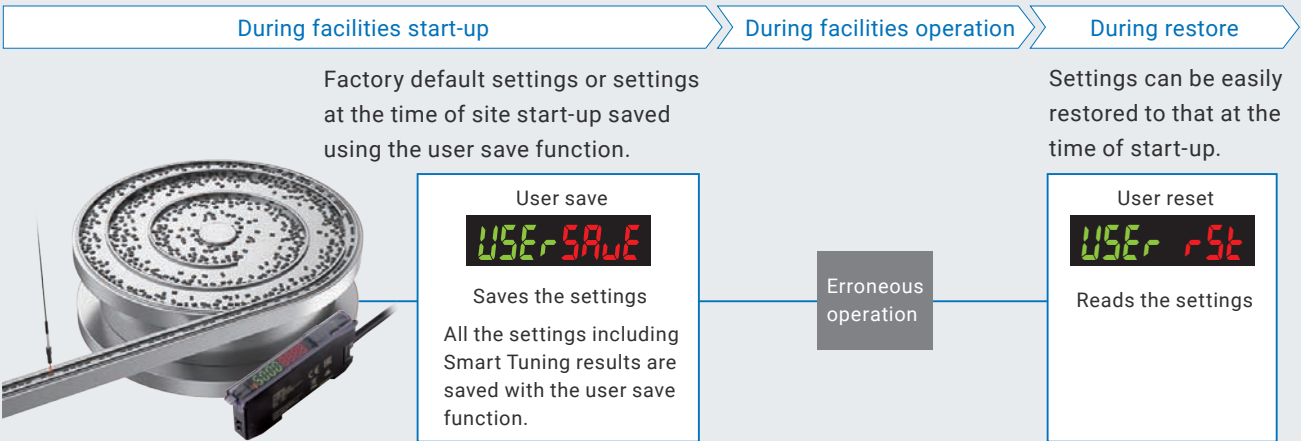 During facilities start-up
During facilities operation
During restore
Factory default settings or settings
at the time of site start-up saved
using the user save function.
Settings can be easily
restored to that at the
time of start-up.
User save
USEr SAvE
Saves the settings
All the settings including
Smart Tuning results are
saved with the user save
function.
Erroneous
operation
User reset
USEr rSt
Reads the settings